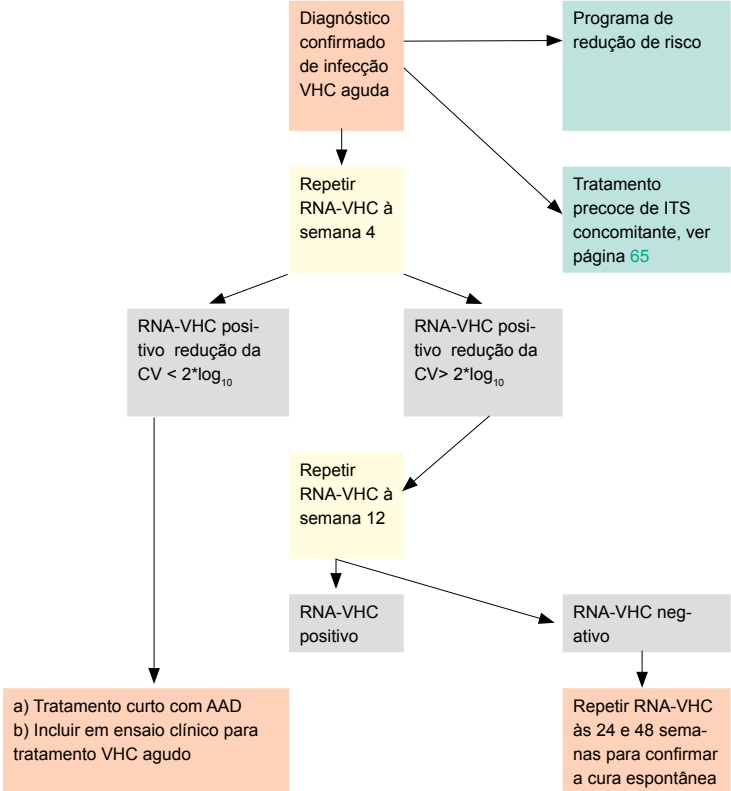 Diagnóstico
confirmado
de infecção
VHC aguda
Programa de
redução de risco
Repetir
RNA-VHC à
semana 4
Tratamento
precoce de ITS
concomitante, ver
página 65
RNA-VHC posi-
tivo redução da
CV < 2*log₁₀
RNA-VHC posi-
tivo redução da
CV> 2*log₁₀
Repetir
RNA-VHC à
semana 12
RNA-VHC
positivo
RNA-VHC neg-
ativo
a) Tratamento curto com AAD
b) Incluir em ensaio clínico para
tratamento VHC agudo
Repetir RNA-VHC
às 24 e 48 sema-
nas para confirmar
a cura espontânea